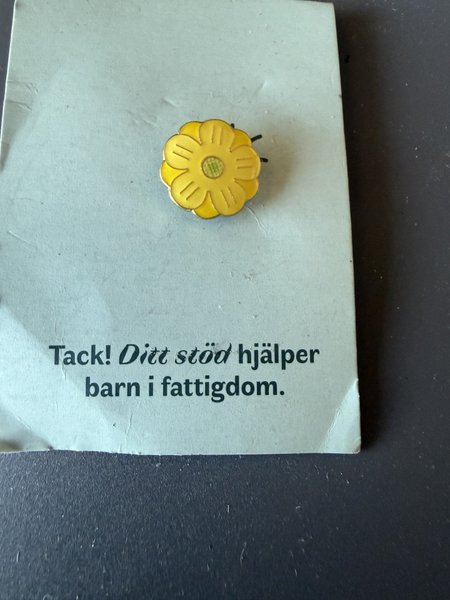 Tack! Ditt stöd hjälper
barn i fattigdom.